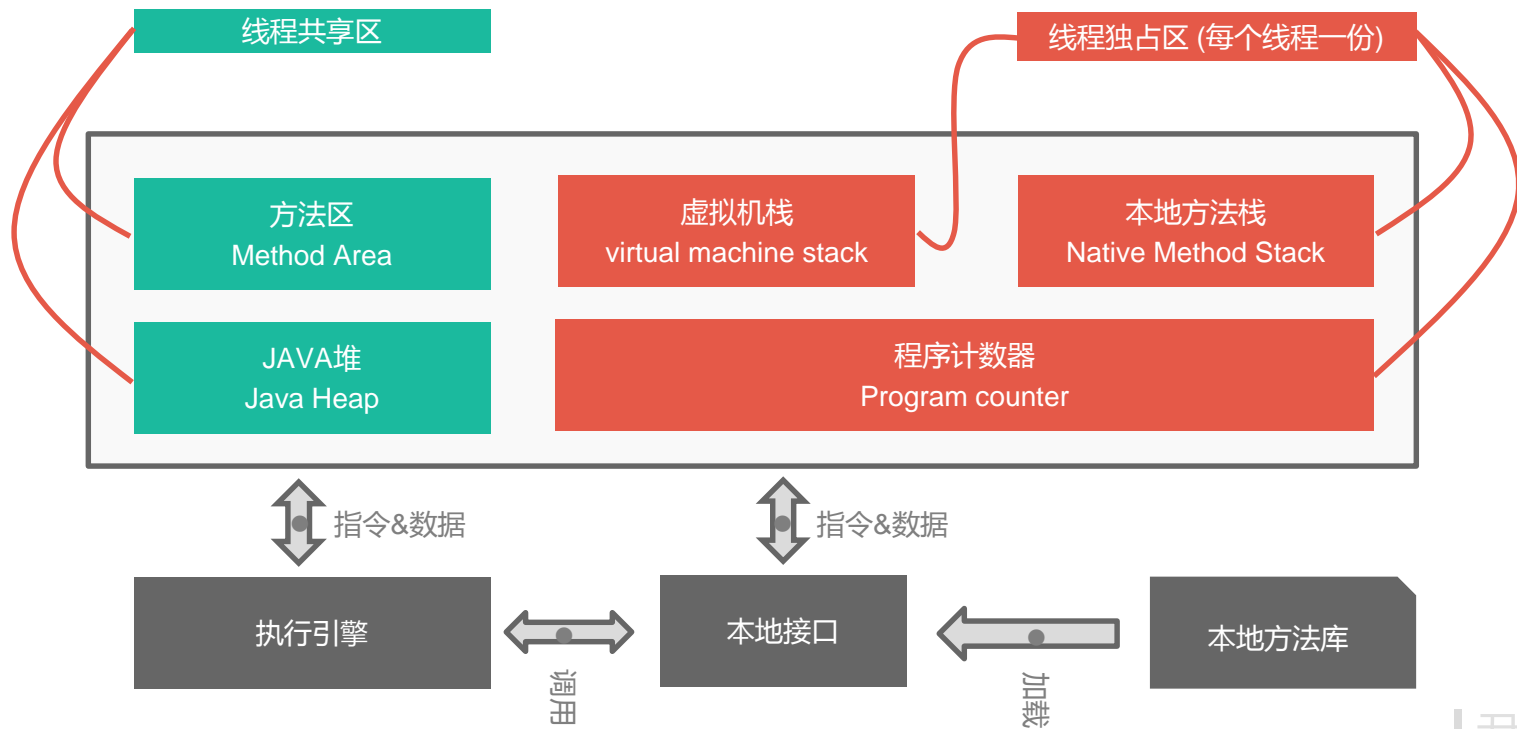 线程共享区
线程独占区 (每个线程一份)
方法区
Method Area
虚拟机栈
virtual machine stack
本地方法栈
Native Method Stack
JAVA堆
Java Heap
程序计数器
Program counter
指令&数据
指令&数据
执行引擎
本地接口
本地方法库
调用
加载